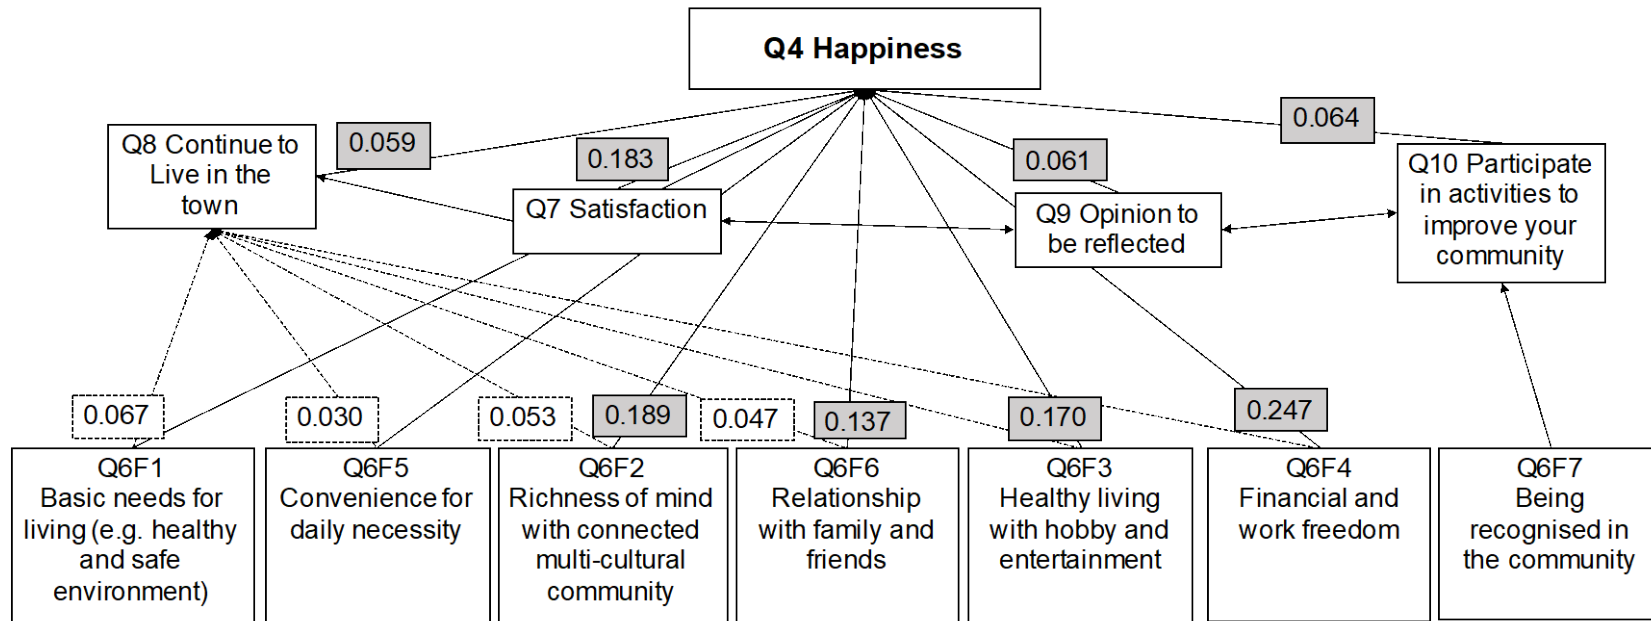 Q4 Happiness
0.059
0.183
0.061
0.064
Q8 Continue to
Live in the
town
Q7 Satisfaction
Q9 Opinion to
be reflected
Q10 Participate
in activities to
improve your
community
0.067
0.030
0.053
0.189
0.047
0.137
0.170
0.247
Q6F1
Basic needs for
living (e.g. healthy
and safe
environment)
Q6F5
Convenience for
daily necessity
Q6F2
Richness of mind
with connected
multi-cultural
community
Q6F6
Relationship
with family and
friends
Q6F3
Healthy living
with hobby and
entertainment
Q6F4
Financial and
work freedom
Q6F7
Being
recognised in
the community